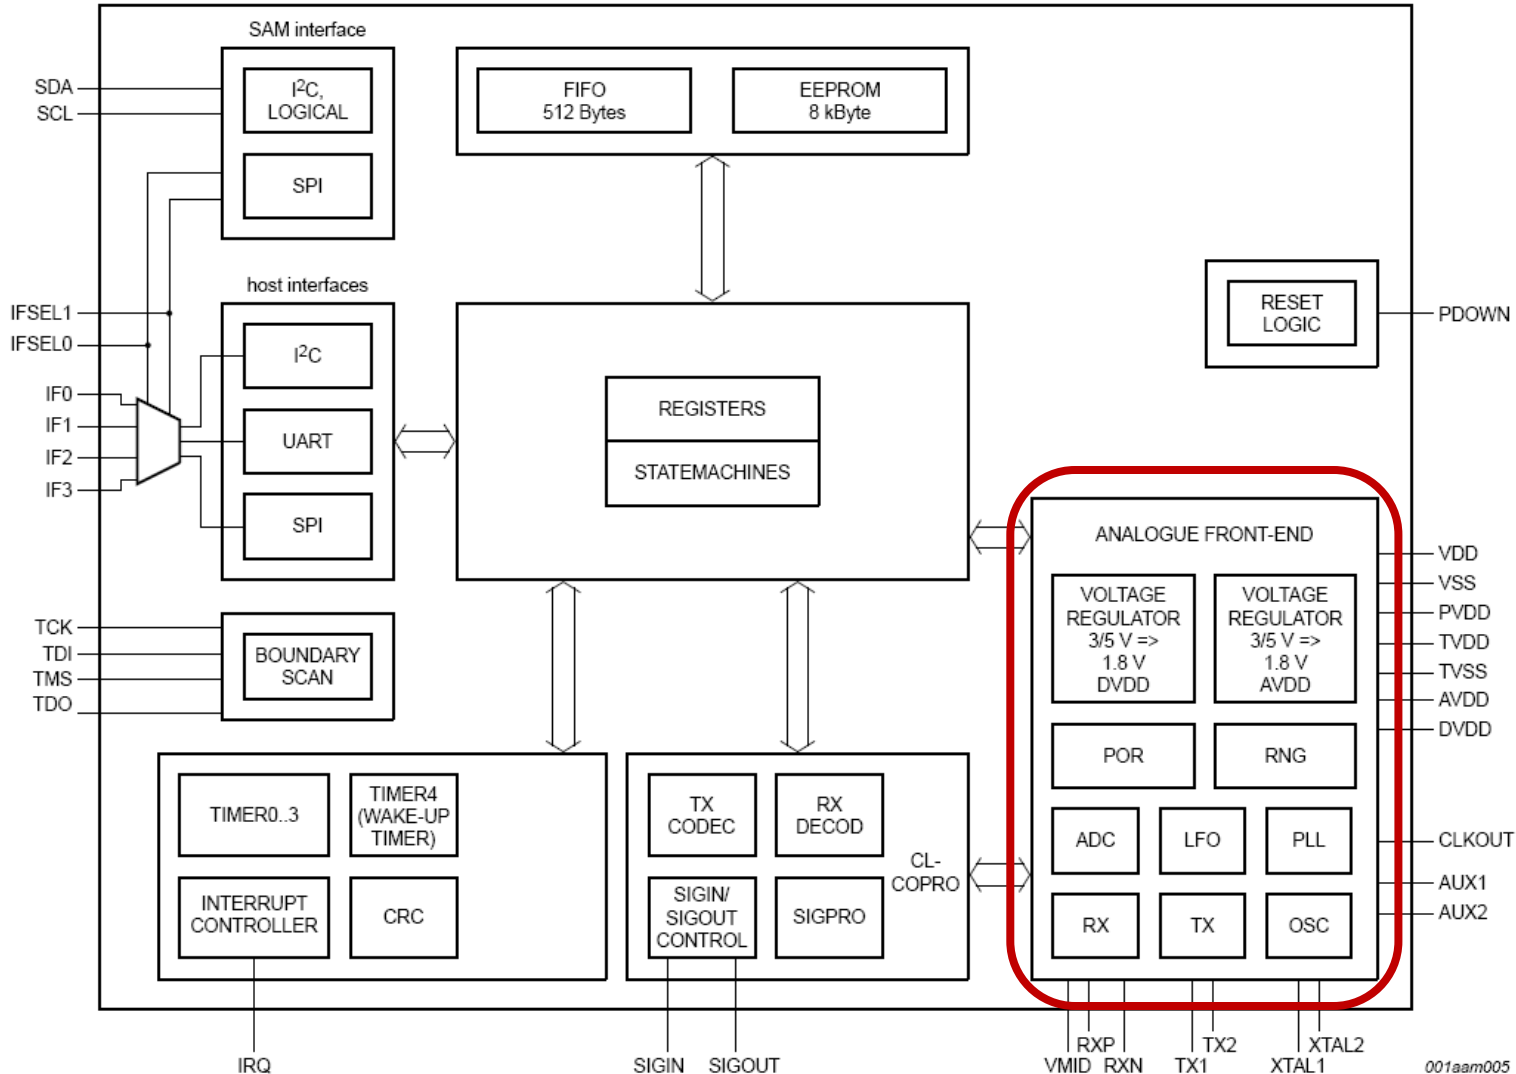 SAM interface
SDA
SCL
I²C,
LOGICAL
SPI
FIFO
512 Bytes
EEPROM
8 kByte
host interfaces
IFSEL1
IFSEL0
IF0
IF1
IF2
IF3
I²C
UART
SPI
REGISTERS
STATEMACHINES
RESET
LOGIC
PDOWN
TCK
TDI
TMS
TDO
BOUNDARY
SCAN
ANALOGUE FRONT-END
VOLTAGE
REGULATOR
3/5 V =>
1.8 V
DVDD
VOLTAGE
REGULATOR
3/5 V =>
1.8 V
AVDD
POR
RNG
ADC
LFO
PLL
RX
TX
OSC
VDD
VSS
PVDD
TVDD
TVSS
AVDD
DVDD
CLKOUT
AUX1
AUX2
TIMER0..3
TIMER4
(WAKE-UP
TIMER)
INTERRUPT
CONTROLLER
CRC
TX
CODEC
RX
DECOD
SIGIN/
SIGOUT
CONTROL
SIGPRO
CL-
COPRO
IRQ
SIGIN
SIGOUT
VMID
RXP
RXN
TX1
TX2
XTAL1
XTAL2
001aam005